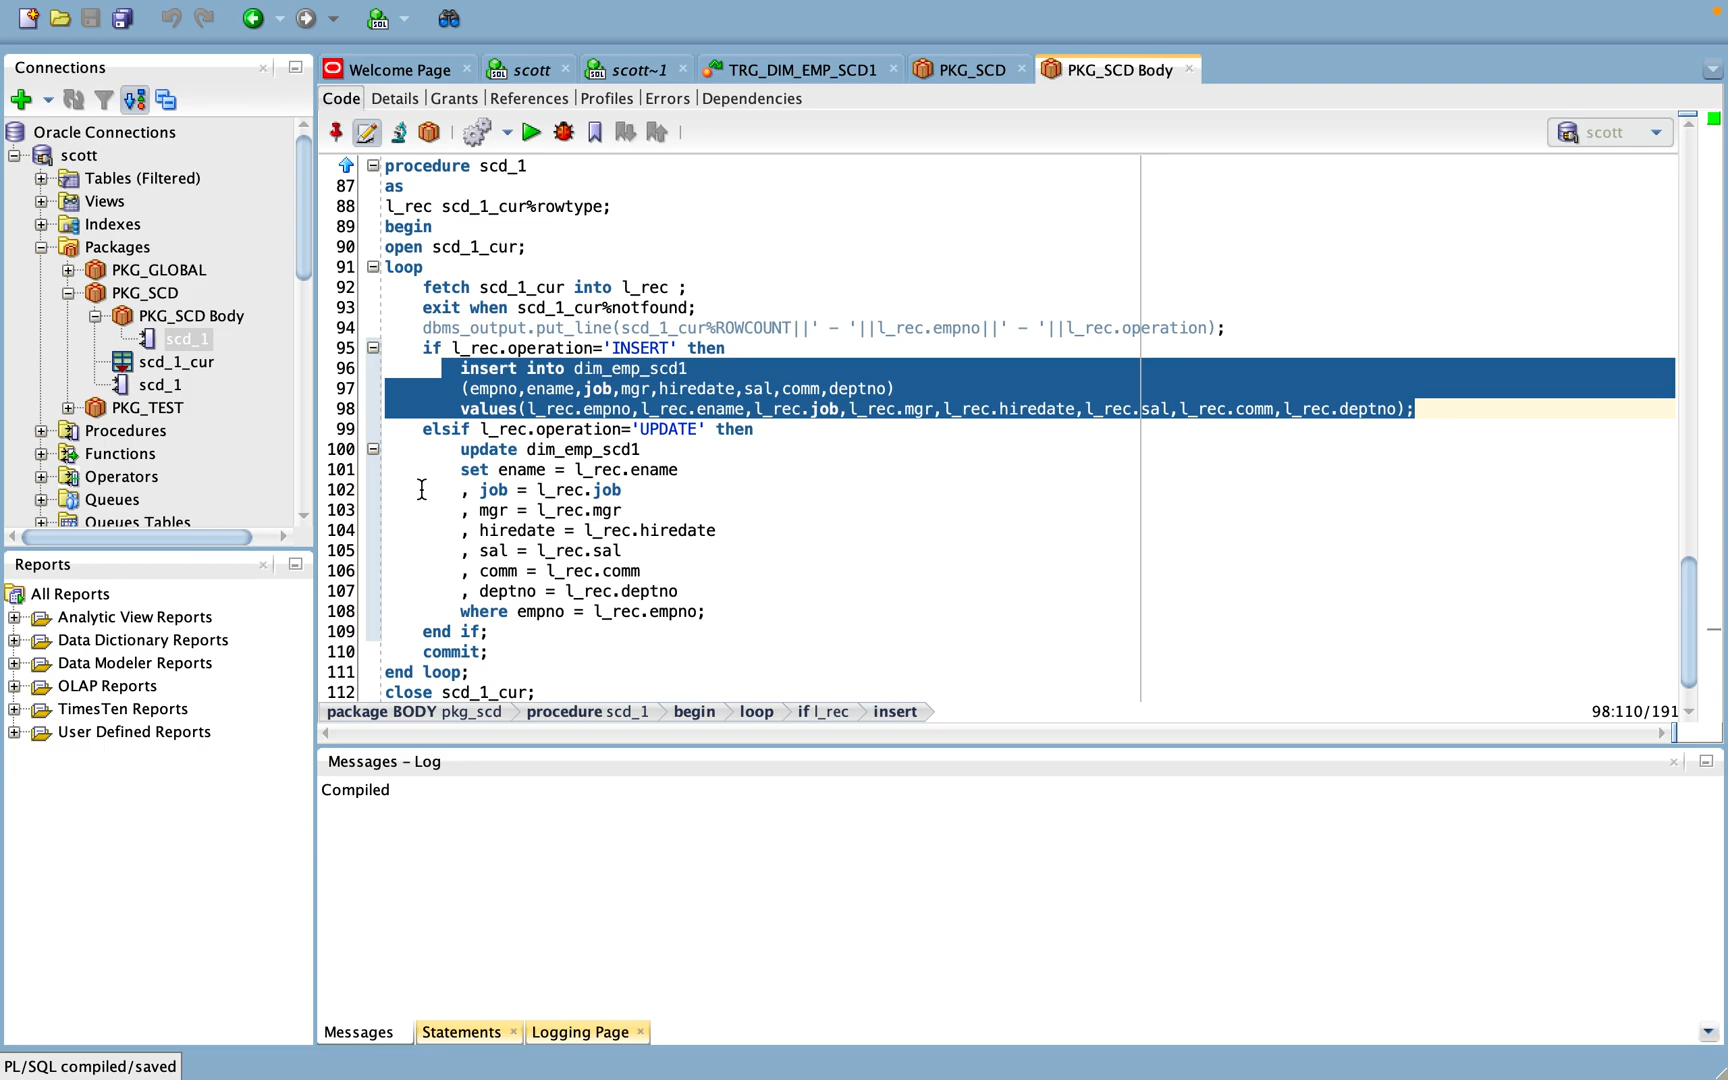 Connections
Oracle Connections
scott
Tables (Filtered)
Views
Indexes
Packages
PKG_GLOBAL
PKG_SCD
PKG_SCD Body
scd_1
scd_1_cur
scd_1
PKG_TEST
Procedures
Functions
Operators
Queues
Queues Tables
Reports
All Reports
Analytic View Reports
Data Dictionary Reports
Data Modeler Reports
OLAP Reports
TimesTen Reports
User Defined Reports
Welcome Page scott scott~1 TRG_DIM_EMP_SCD1 PKG_SCD PKG_SCD Body
Code Details Grants References Profiles Errors Dependencies
scott
procedure scd_1
87 as
88 l_rec scd_1_cur%rowtype;
89 begin
90 open scd_1_cur;
91 loop
92 fetch scd_1_cur into l_rec ;
93 exit when scd_1_cur%notfound;
94 dbms_output.put_line(scd_1_cur%ROWCOUNT||' - '||l_rec.empno||' - '||l_rec.operation);
95 if l_rec.operation='INSERT' then
96 insert into dim_emp_scd1
97 (empno,ename,job,mgr,hiredate,sal,comm,deptno)
98 values(l_rec.empno,l_rec.ename,l_rec.job,l_rec.mgr,l_rec.hiredate,l_rec.sal,l_rec.comm,l_rec.deptno);
99 elsif l_rec.operation='UPDATE' then
100 update dim_emp_scd1
101 set ename = l_rec.ename
102 , job = l_rec.job
103 , mgr = l_rec.mgr
104 , hiredate = l_rec.hiredate
105 , sal = l_rec.sal
106 , comm = l_rec.comm
107 , deptno = l_rec.deptno
108 where empno = l_rec.empno;
109 end if;
110 commit;
111 end loop;
112 close scd_1_cur;
package BODY pkg_scd procedure scd_1 begin loop if l_rec insert 98:110/191
Messages - Log
Compiled
Messages Statements Logging Page
PL/SQL compiled/saved